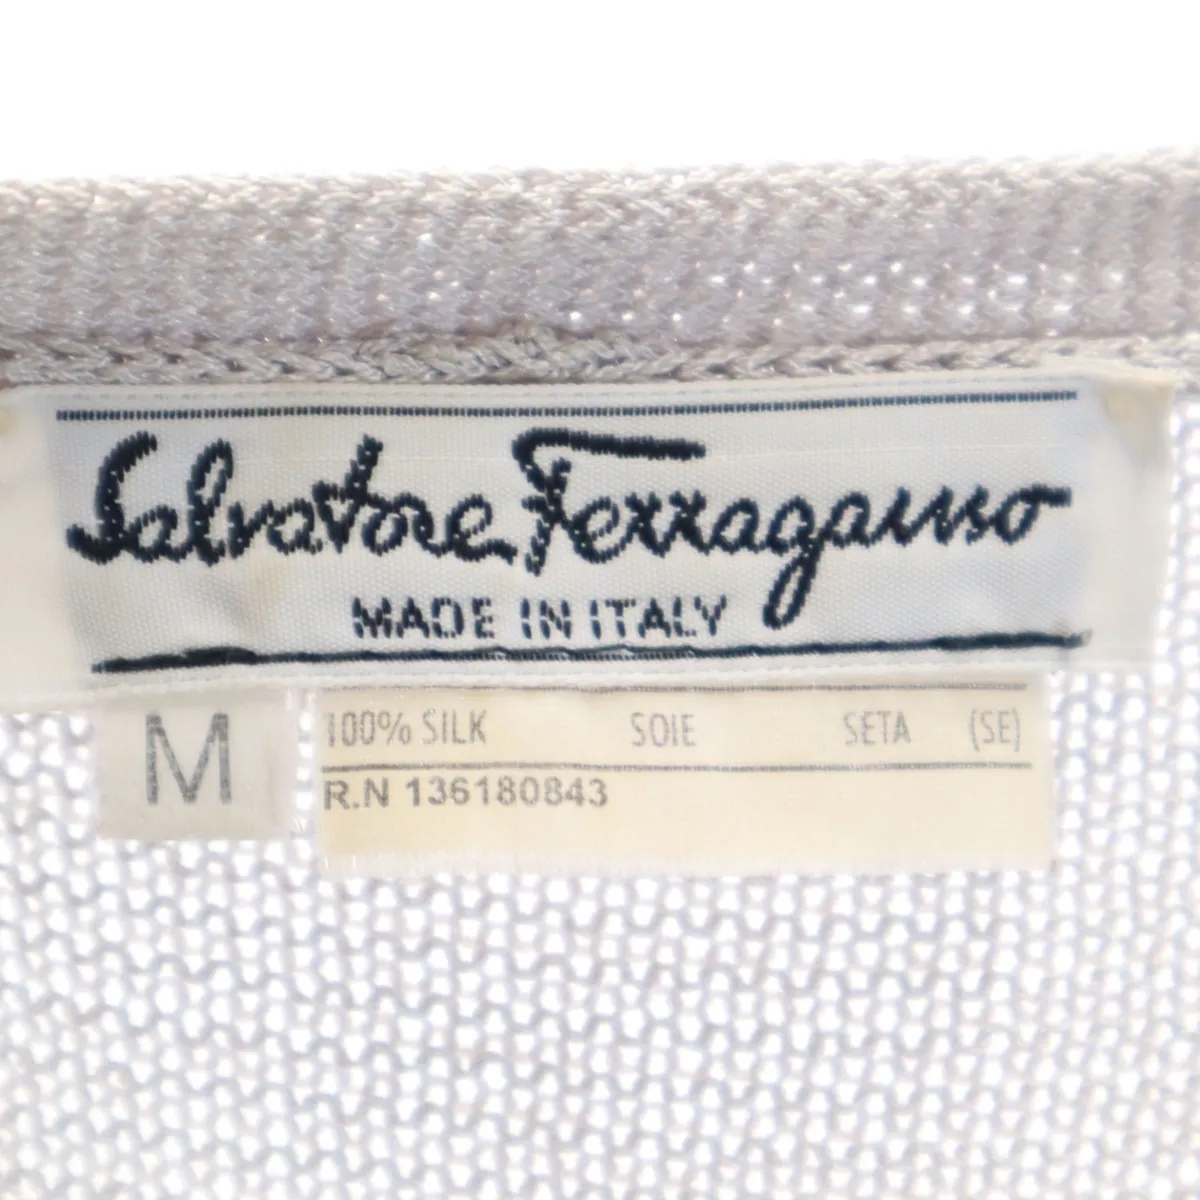 Salvatore Ferragamo
MADE IN ITALY
M
100% SILK SOIE SETA (SE)
R.N 136180843